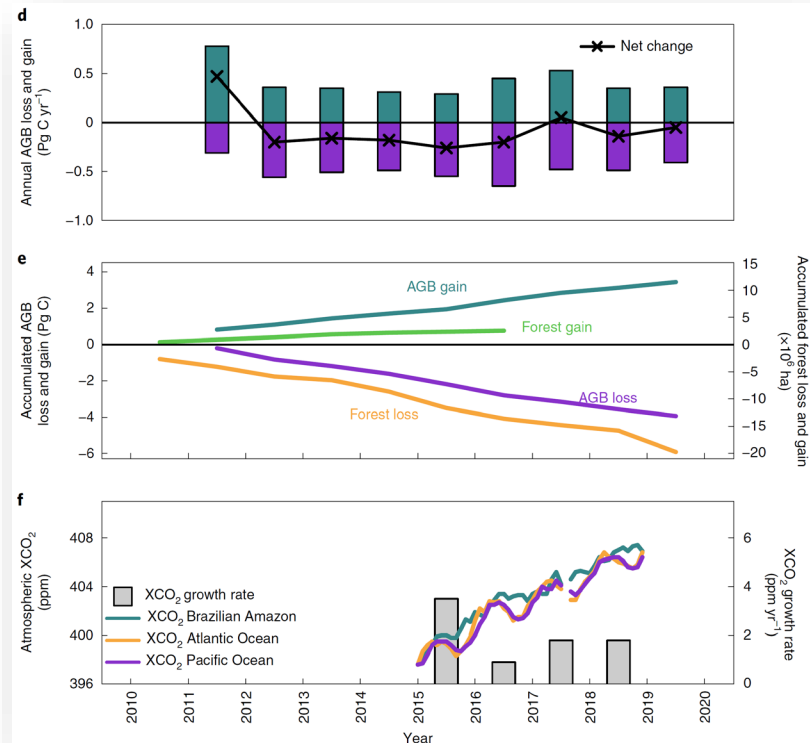 d
Annual AGB loss and gain
(Pg C yr⁻¹)
1.0
0.5
0
−0.5
−1.0
Net change
e
Accumulated AGB
loss and gain (Pg C)
4
2
0
−2
−4
−6
AGB gain
Forest gain
AGB loss
Forest loss
15
10
5
0
−5
−10
−15
−20
Accumulated forest loss and gain
(×10⁶ ha)
f
Atmospheric XCO₂
(ppm)
408
404
400
396
XCO₂ growth rate
XCO₂ Brazilian Amazon
XCO₂ Atlantic Ocean
XCO₂ Pacific Ocean
6
4
2
0
XCO₂ growth rate
(ppm yr⁻¹)
2010
2011
2012
2013
2014
2015
2016
2017
2018
2019
2020
Year